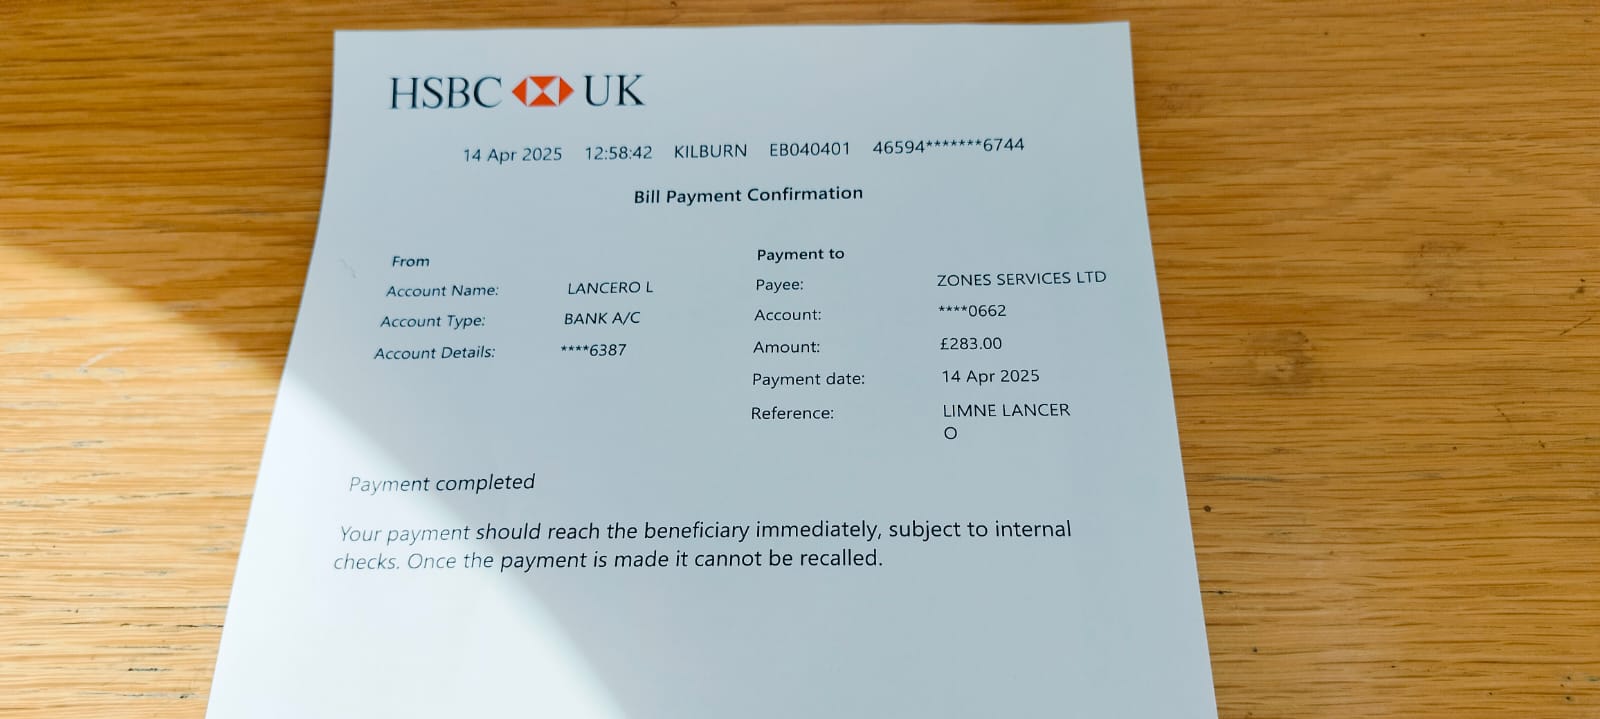 HSBC UK
14 Apr 2025 12:58:42 KILBURN EB040401 46594*******6744
Bill Payment Confirmation
From
Account Name: LANCERO L
Account Type: BANK A/C
Account Details: ****6387
Payment to
Payee: ZONES SERVICES LTD
Account: ****0662
Amount: £283.00
Payment date: 14 Apr 2025
Reference: LIMNE LANCER
O
Payment completed
Your payment should reach the beneficiary immediately, subject to internal
checks. Once the payment is made it cannot be recalled.